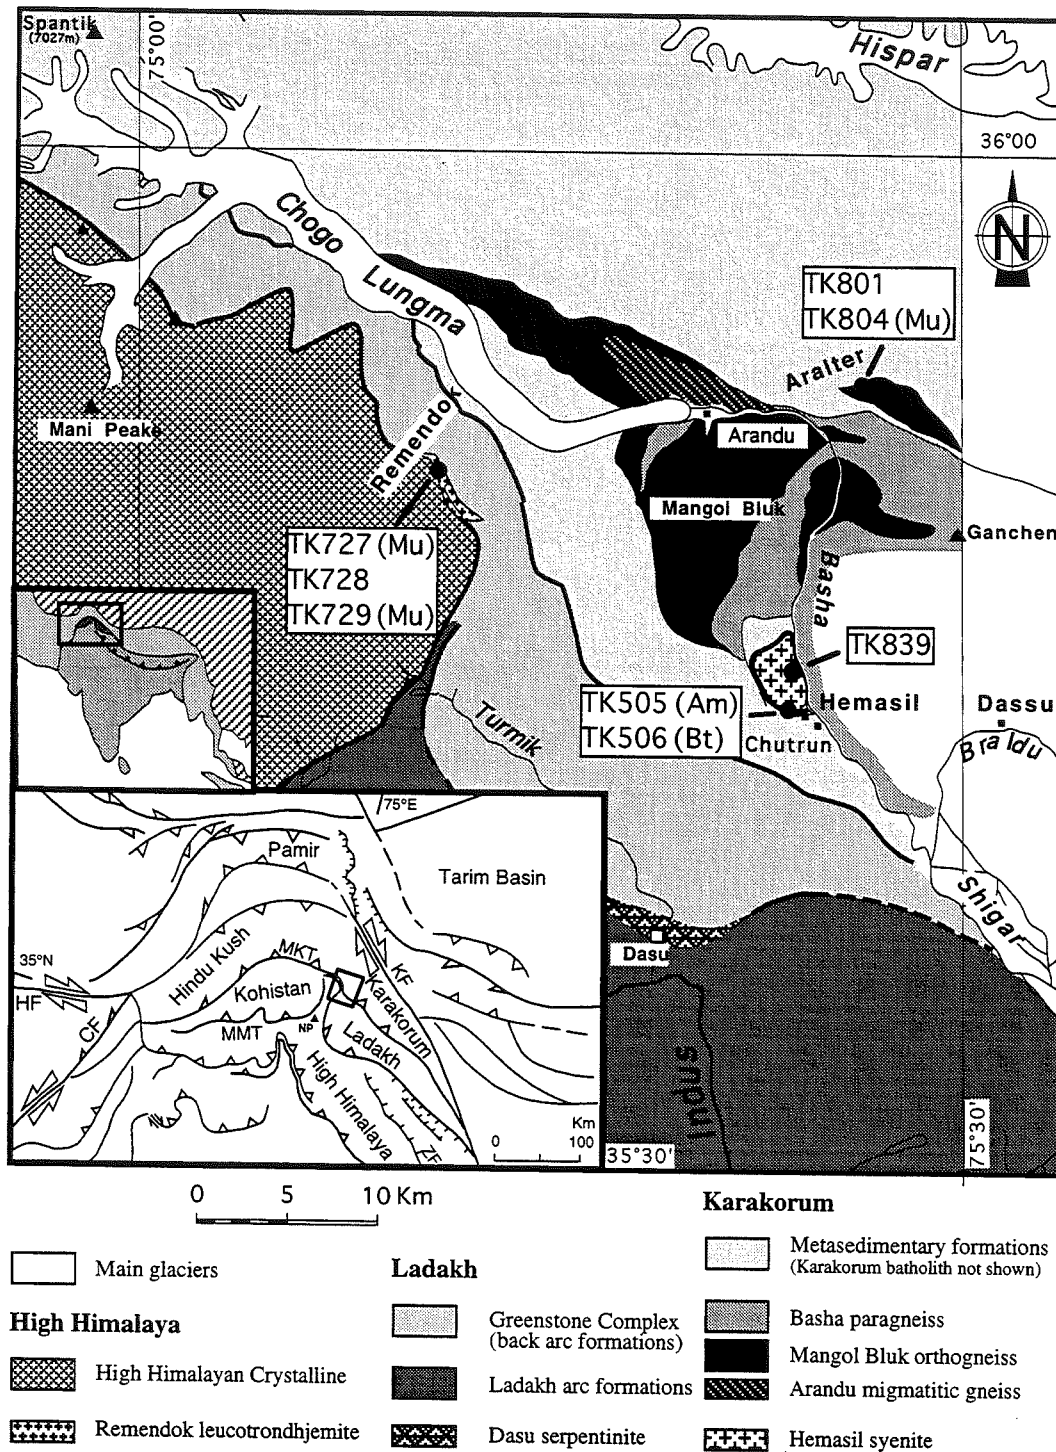 Spantik
(7027m)
75°00'
Hispar
36°00
N
Chogo
Lungma
TK801
TK804 (Mu)
Aralter
Mani Peake
Remendok
Arandu
Mangol Bluk
Ganchen
TK727 (Mu)
TK728
TK729 (Mu)
Basha
TK839
TK505 (Am)
TK506 (Bt)
Hemasil
Chutrun
Dassu
Braldu
Turmik
75°E
Pamir
Tarim Basin
35°N
Hindu Kush
MKT
KF
Kohistan
Karakorum
HF
CF
MMT
NP
Ladakh
High Himalaya
ZF
Km
0 100
Shigar
Dasu
Indus
35°30'
75°30'
0 5 10 Km
Main glaciers
High Himalaya
High Himalayan Crystalline
Remendok leucotrondhjemite
Ladakh
Greenstone Complex
(back arc formations)
Ladakh arc formations
Dasu serpentinite
Karakorum
Metasedimentary formations
(Karakorum batholith not shown)
Basha paragneiss
Mangol Bluk orthogneiss
Arandu migmatitic gneiss
Hemasil syenite